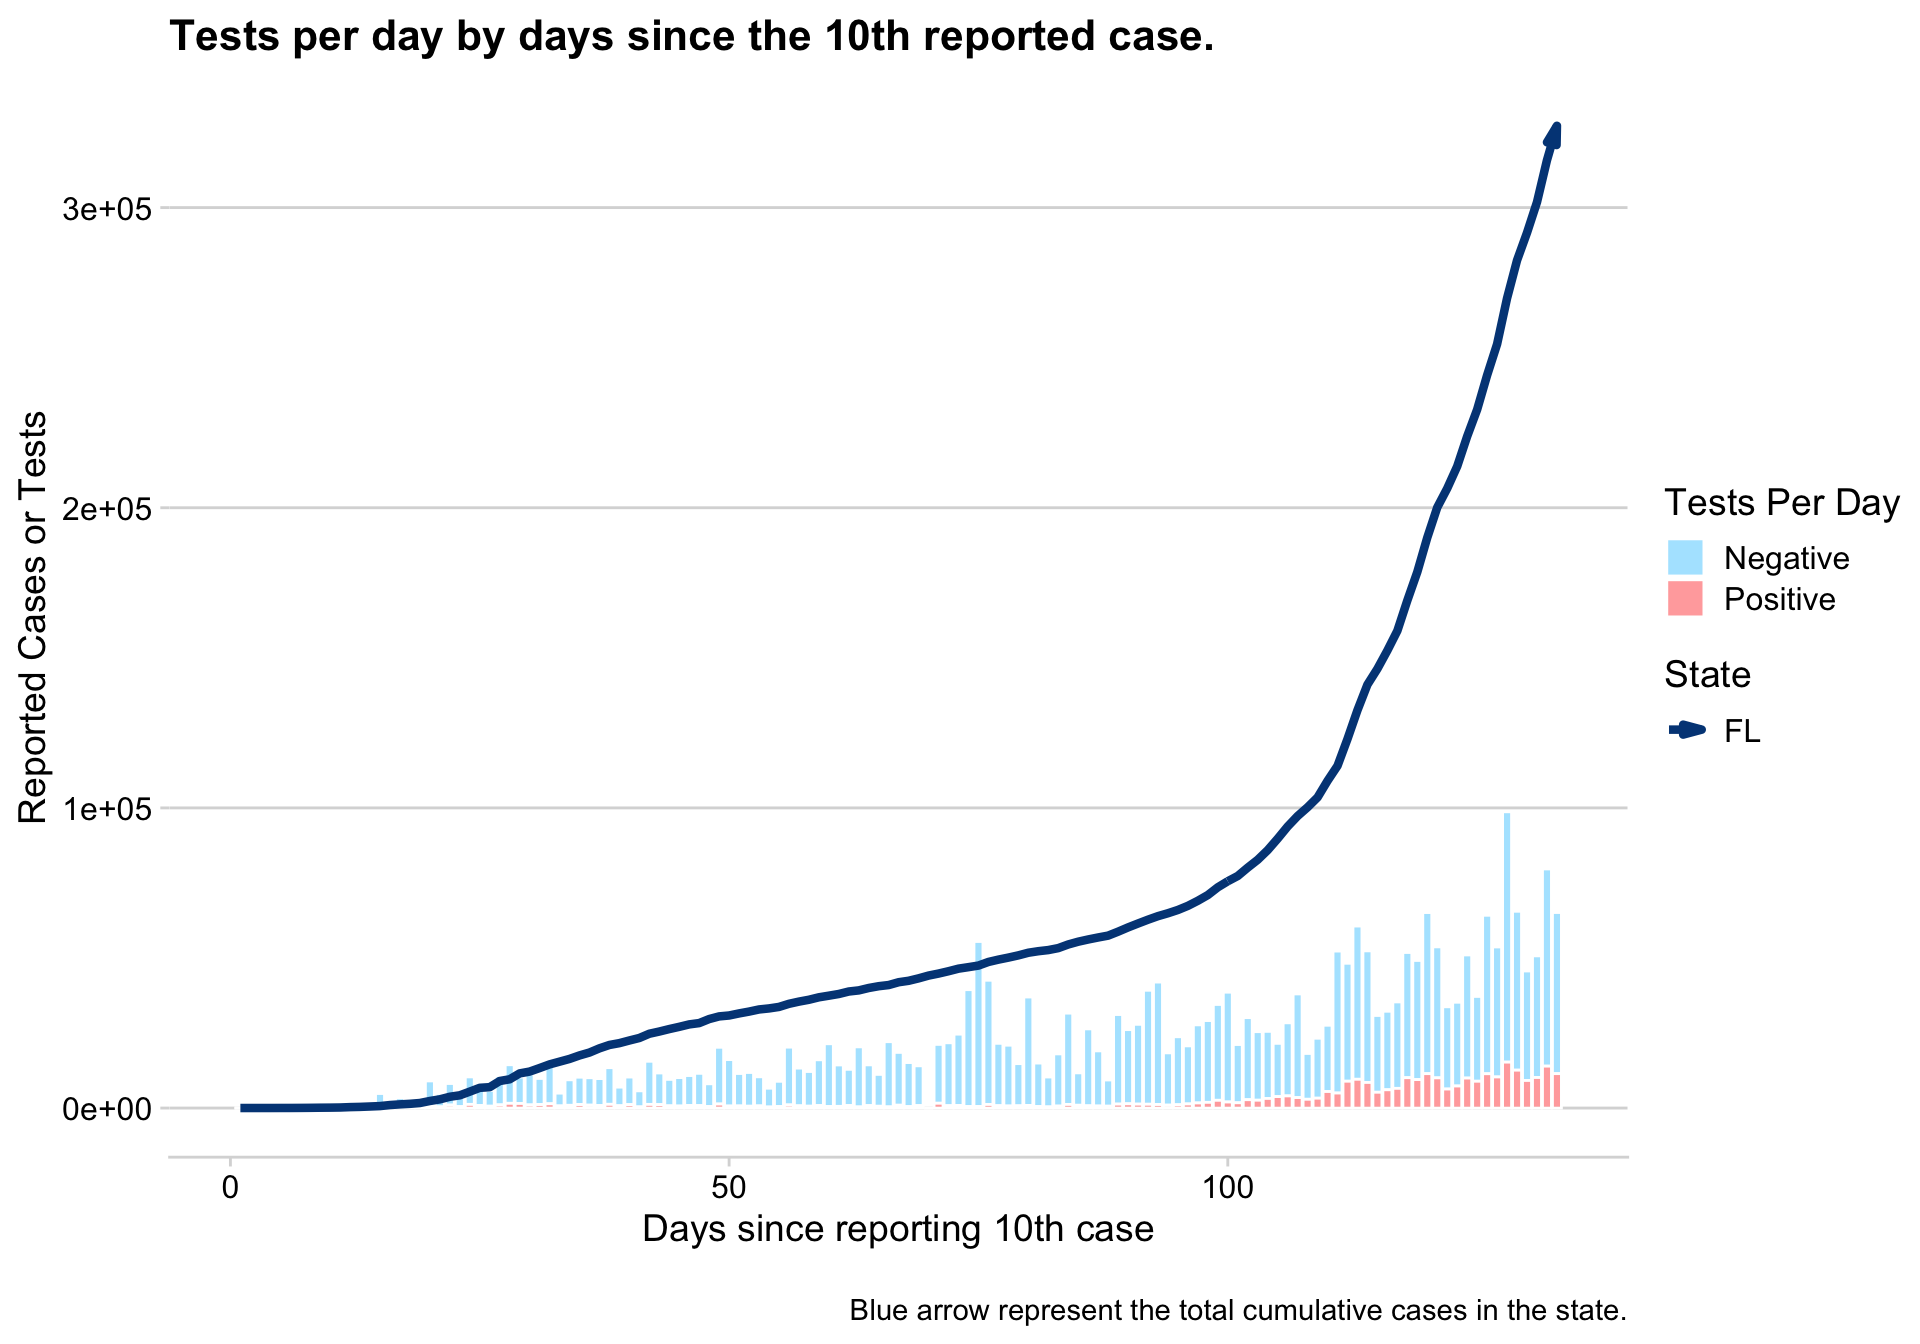 Tests per day by days since the 10th reported case.
3e+05
2e+05
1e+05
0e+00
Reported Cases or Tests
0
50
100
Days since reporting 10th case
Tests Per Day
Negative
Positive
State
FL
Blue arrow represent the total cumulative cases in the state.